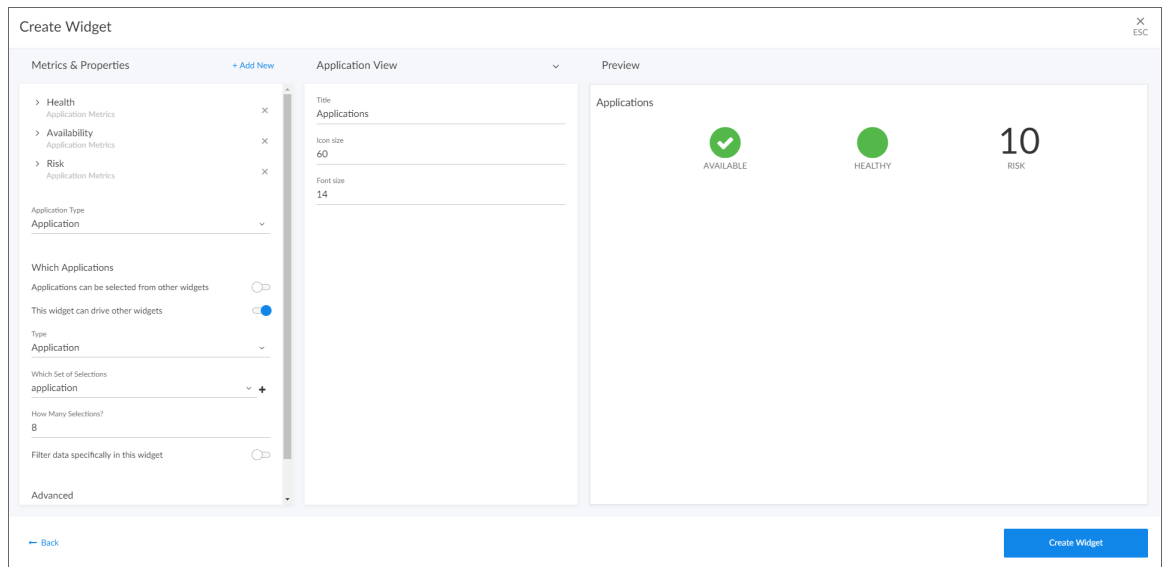 Create Widget
ESC
Metrics & Properties
+ Add New
Health
Application Metrics
Availability
Application Metrics
Risk
Application Metrics
Application Type
Application
Which Applications
Applications can be selected from other widgets
This widget can drive other widgets
Type
Application
Which Set of Selections
application
How Many Selections?
8
Filter data specifically in this widget
Advanced
Application View
Title
Applications
Icon size
60
Font size
14
Preview
Applications
10
AVAILABLE
HEALTHY
RISK
← Back
Create Widget